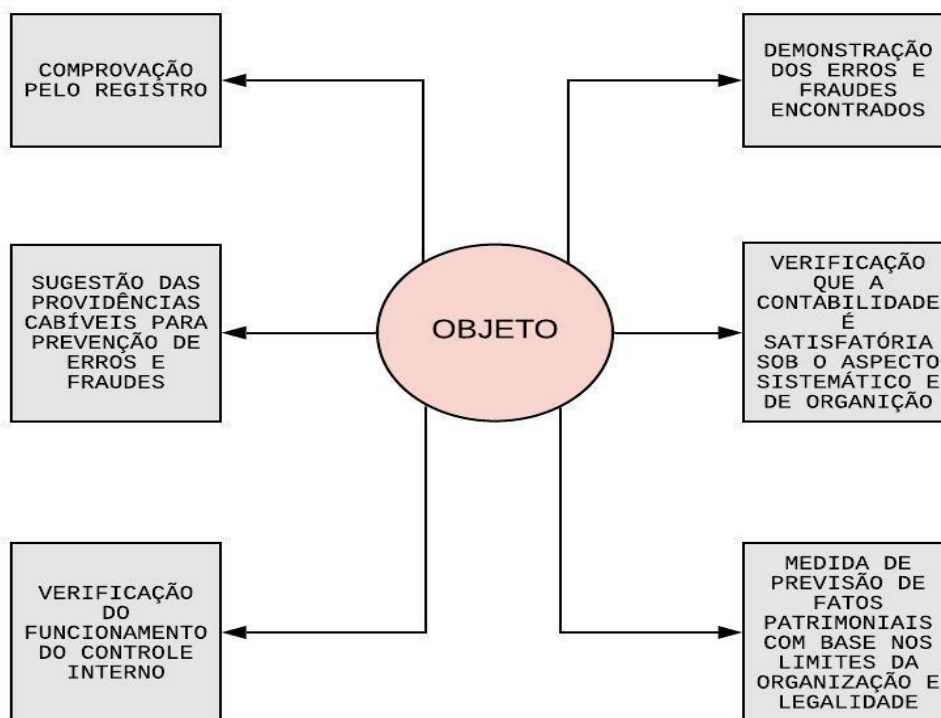 COMPROVAÇÃO
PELO REGISTRO
DEMONSTRAÇÃO
DOS ERROS E
FRAUDES
ENCONTRADOS
SUGESTÃO DAS
PROVIDÊNCIAS
CABÍVEIS PARA
PREVENÇÃO DE
ERROS E
FRAUDES
OBJETO
VERIFICAÇÃO
QUE A
CONTABILIDADE
É
SATISFATÓRIA
SOB O ASPECTO
SISTEMÁTICO E
DE ORGANIÇÃO
VERIFICAÇÃO
DO
FUNCIONAMENTO
DO CONTROLE
INTERNO
MEDIDA DE
PREVISÃO DE
FATOS
PATRIMONIAIS
COM BASE NOS
LIMITES DA
ORGANIZAÇÃO E
LEGALIDADE